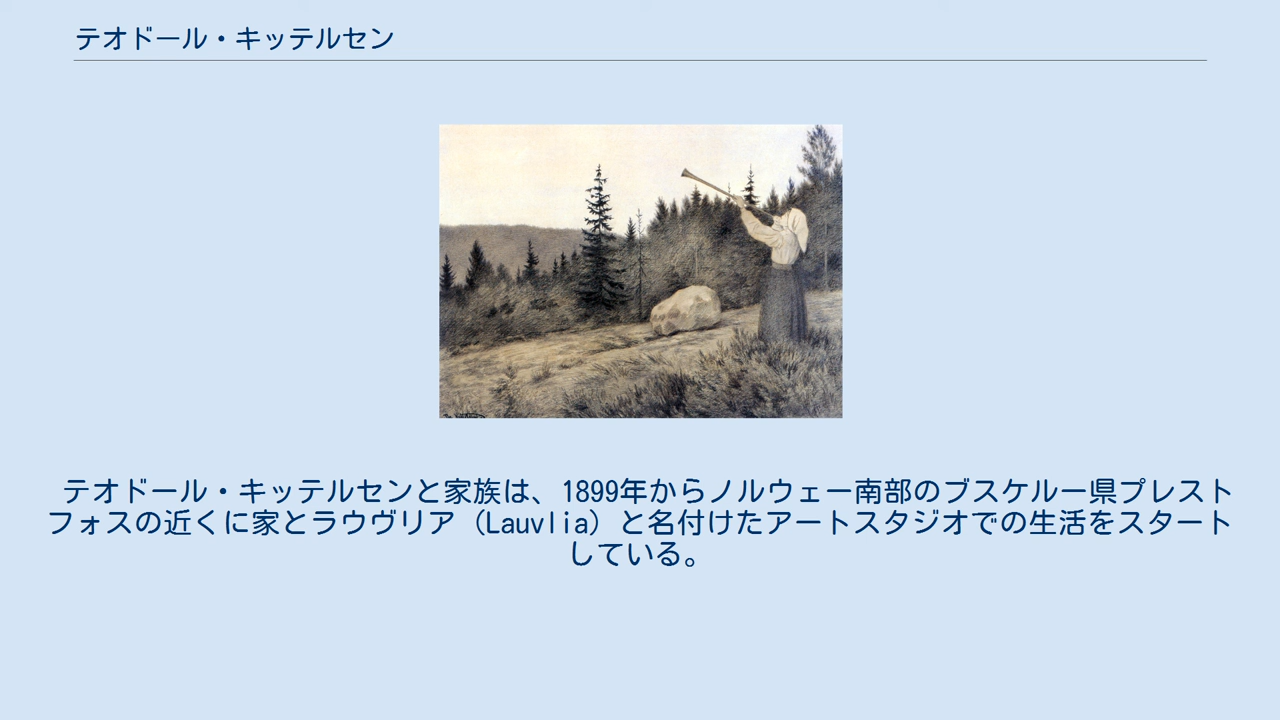 テオドール・キッテルセン
テオドール・キッテルセンと家族は、1899年からノルウェー南部のブスケルー県プレスト
フォスの近くに家とラウヴリア（Lauvlia）と名付けたアートスタジオでの生活をスタート
している。